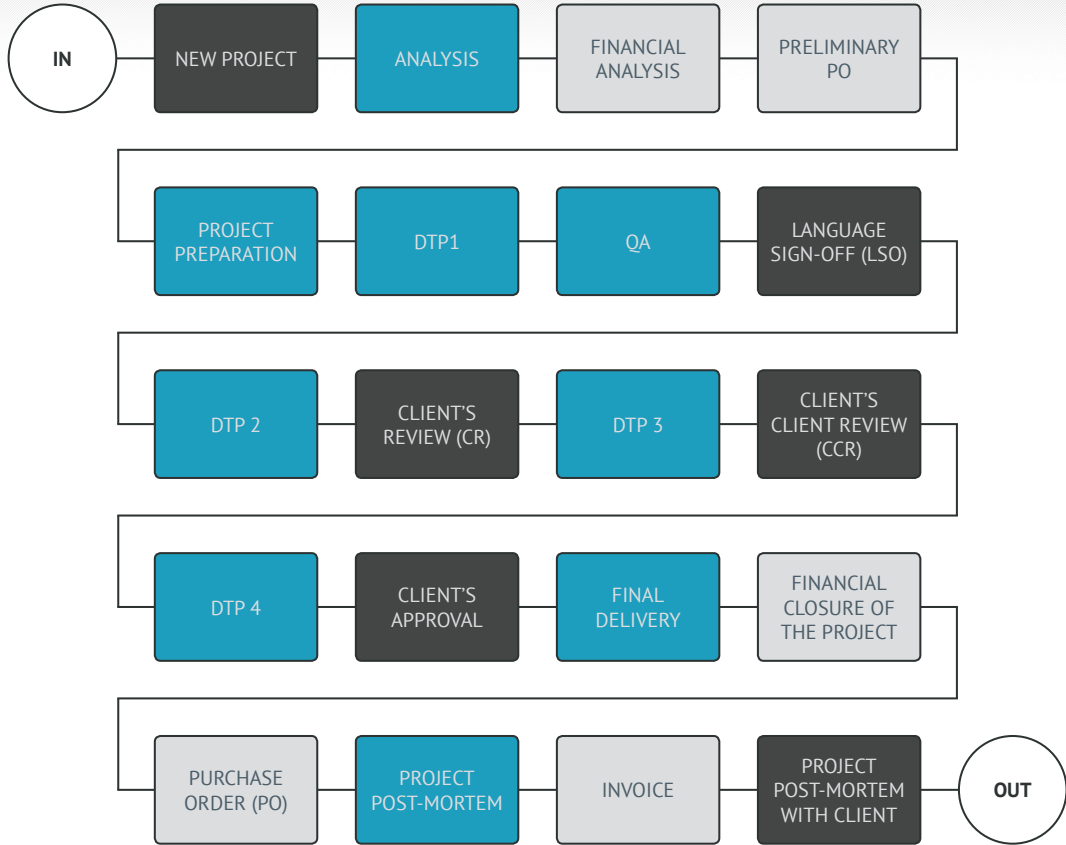 IN
NEW PROJECT
ANALYSIS
FINANCIAL
ANALYSIS
PRELIMINARY
PO
PROJECT
PREPARATION
DTP1
QA
LANGUAGE
SIGN-OFF (LSO)
DTP 2
CLIENT'S
REVIEW (CR)
DTP 3
CLIENT'S
CLIENT REVIEW
(CCR)
DTP 4
CLIENT'S
APPROVAL
FINAL
DELIVERY
FINANCIAL
CLOSURE OF
THE PROJECT
PURCHASE
ORDER (PO)
PROJECT
POST-MORTEM
INVOICE
PROJECT
POST-MORTEM
WITH CLIENT
OUT